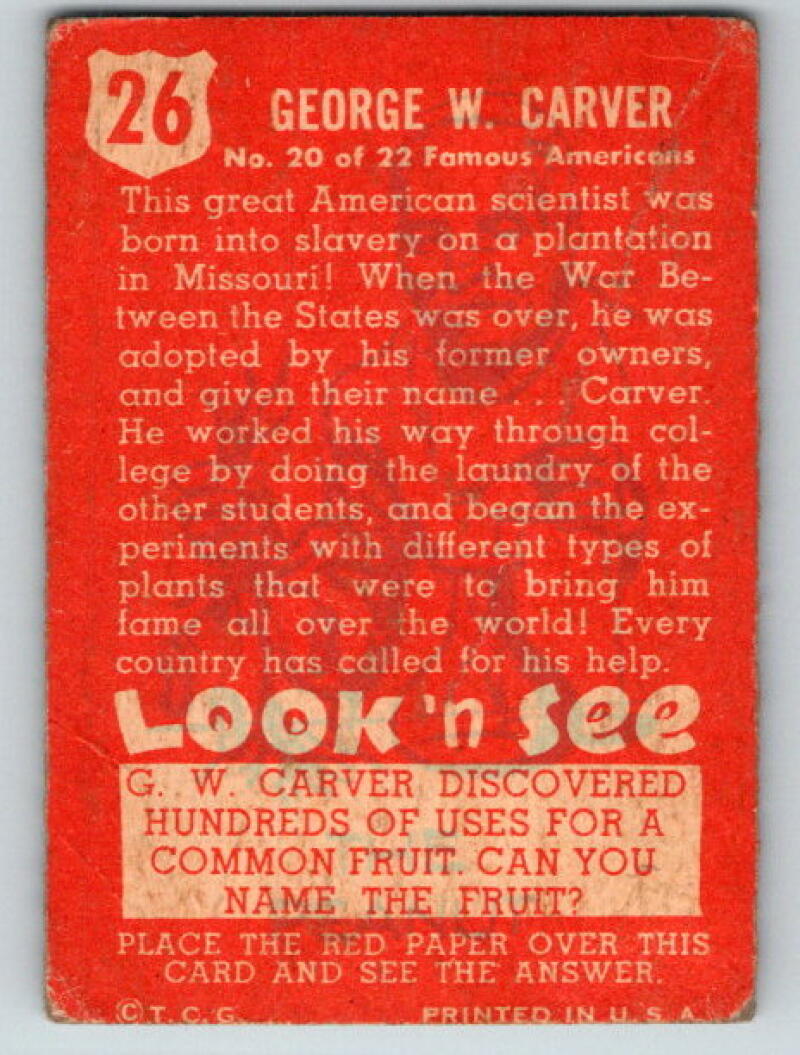 26
GEORGE W. CARVER
No. 20 of 22 Famous Americans
This great American scientist was
born into slavery on a plantation
in Missouri! When the War Be-
tween the States was over, he was
adopted by his former owners,
and given their name . . . Carver.
He worked his way through col-
lege by doing the laundry of the
other students, and began the ex-
periments with different types of
plants that were to bring him
fame all over the world! Every
country has called for his help.
LOOK 'n See
G. W. CARVER DISCOVERED
HUNDREDS OF USES FOR A
COMMON FRUIT. CAN YOU
NAME THE FRUIT?
PLACE THE RED PAPER OVER THIS
CARD AND SEE THE ANSWER.
© T. C. G. PRINTED IN U. S. A.